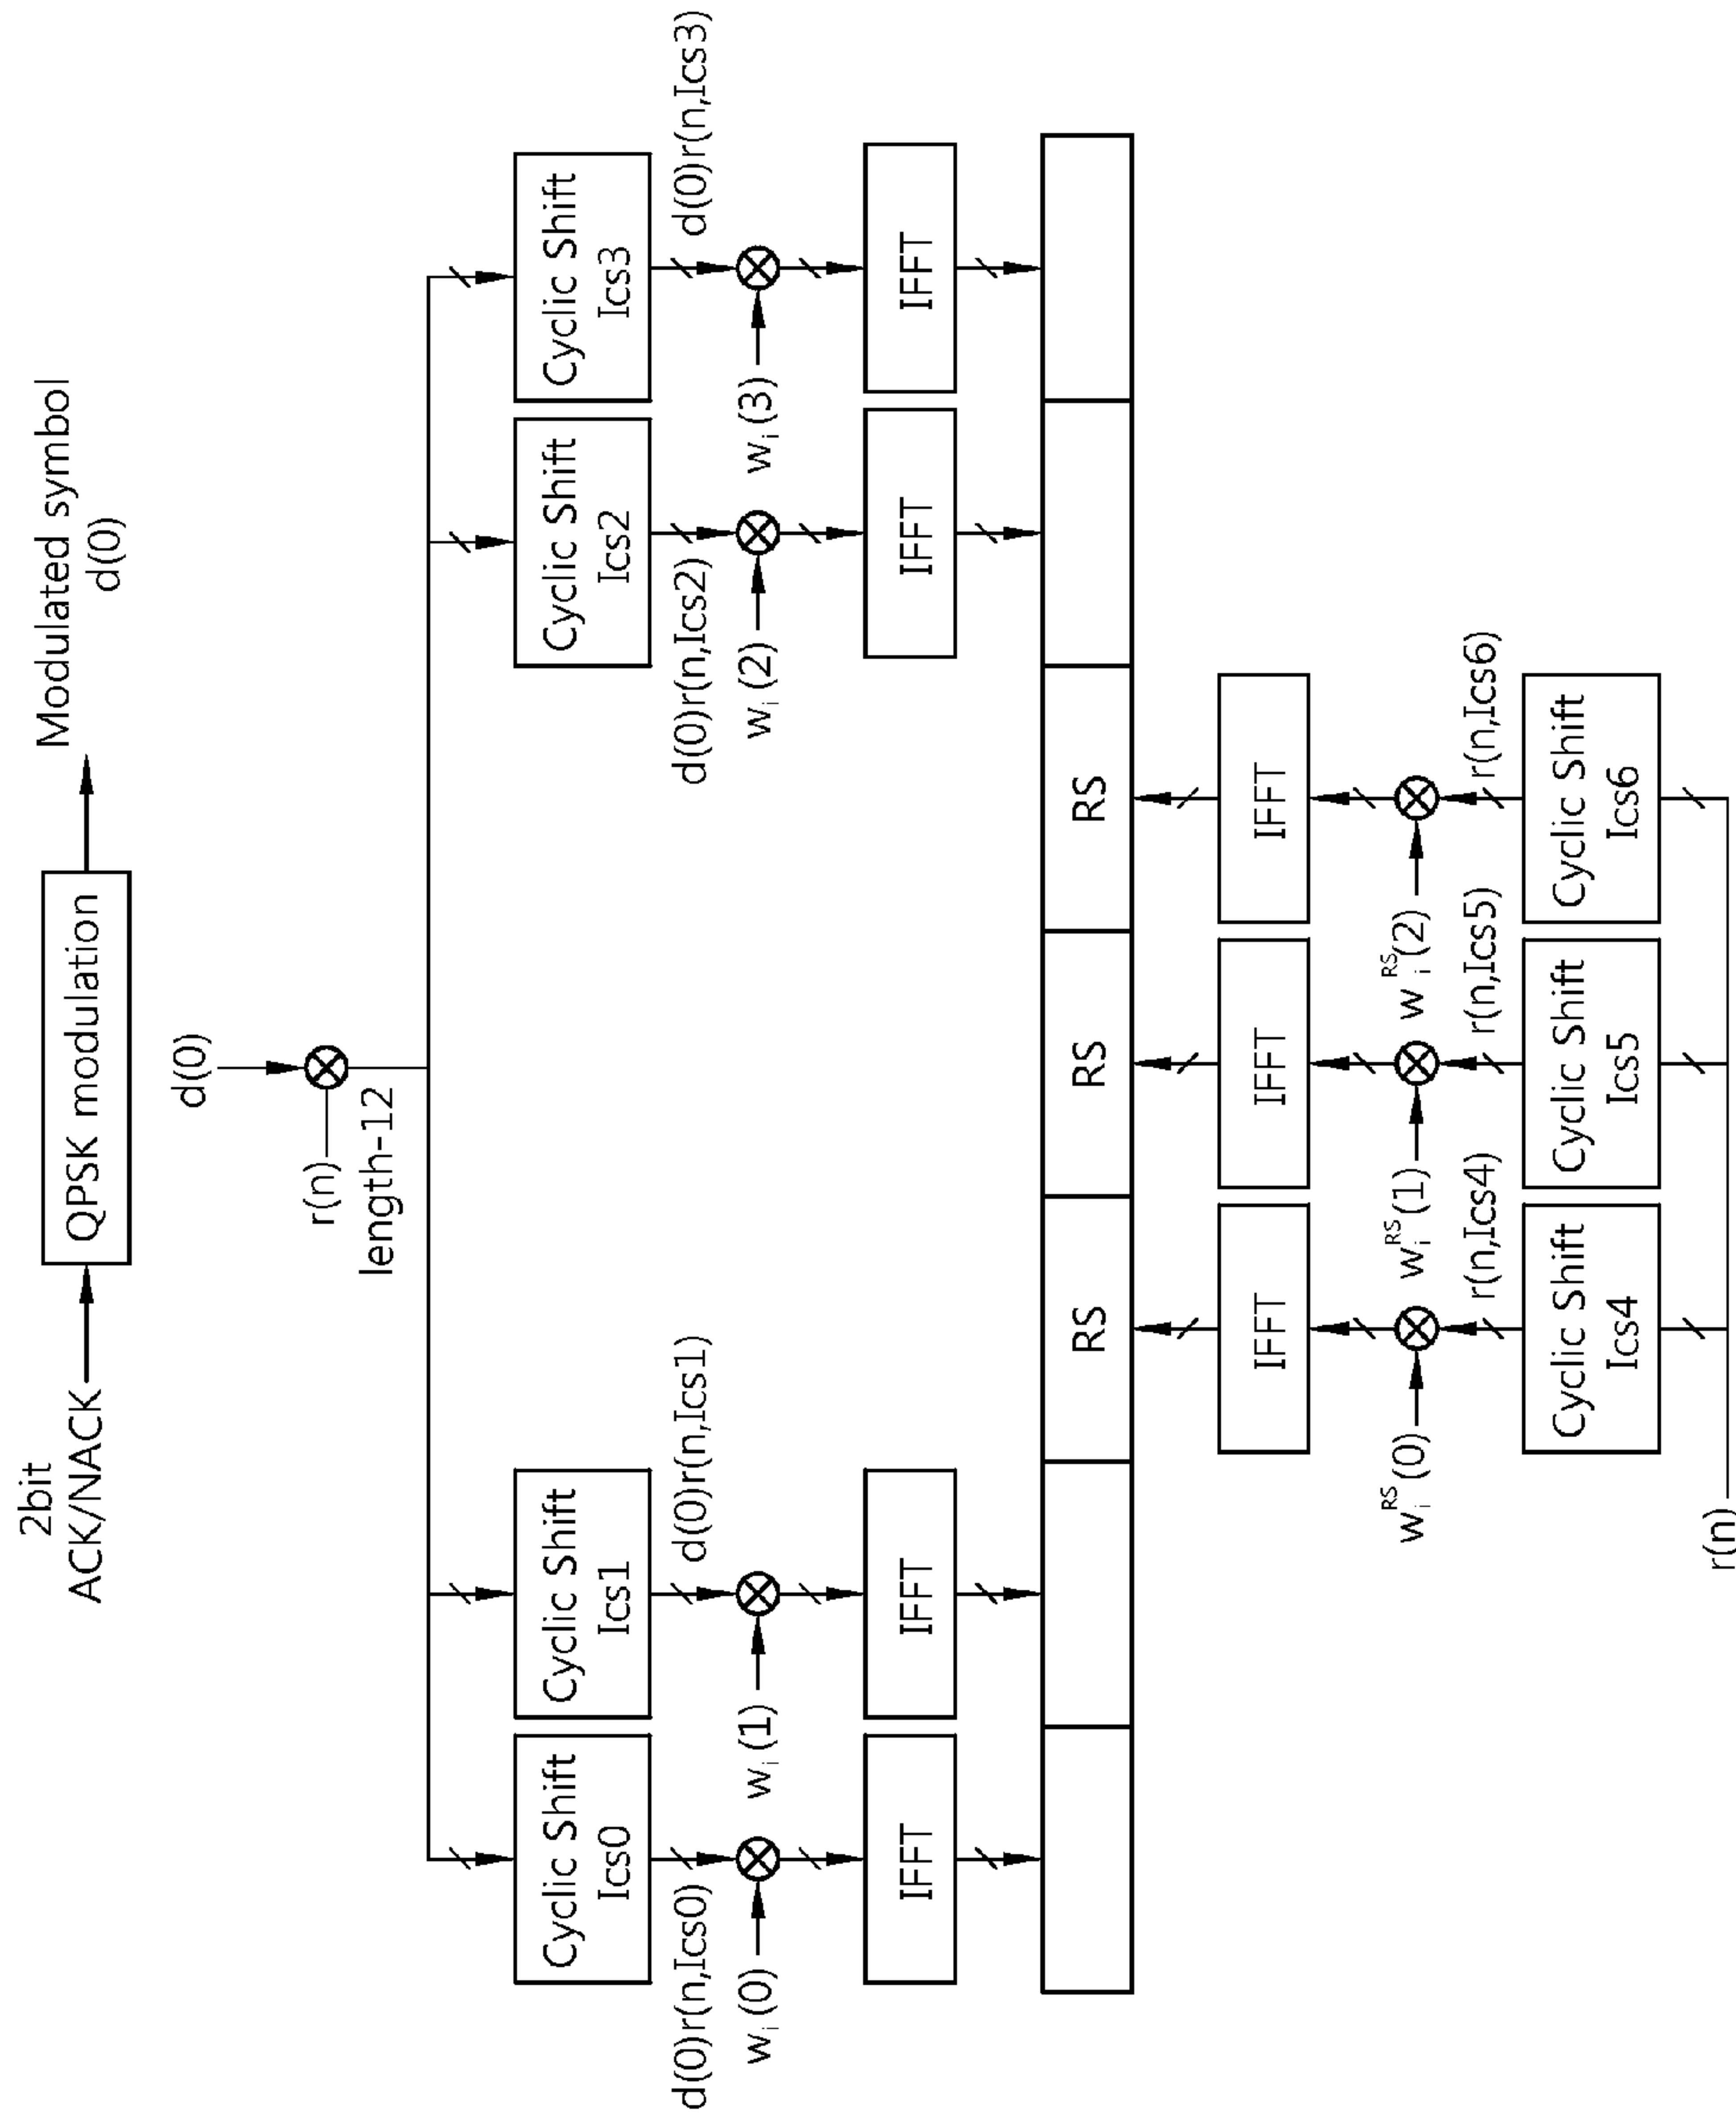 2bit
ACK/NACK
QPSK modulation
Modulated symbol
d(0)
d(0)
r(n)
length-12
Cyclic Shift
Ics0
Cyclic Shift
Ics1
Cyclic Shift
Ics2
Cyclic Shift
Ics3
d(0)r(n,Ics0)
d(0)r(n,Ics1)
d(0)r(n,Ics2)
d(0)r(n,Ics3)
wᵢ(0)
wᵢ(1)
wᵢ(2)
wᵢ(3)
IFFT
IFFT
IFFT
IFFT
RS
RS
RS
IFFT
IFFT
IFFT
wᵢᴿˢ(0)
wᵢᴿˢ(1)
wᵢᴿˢ(2)
r(n,Ics4)
r(n,Ics5)
r(n,Ics6)
Cyclic Shift
Ics4
Cyclic Shift
Ics5
Cyclic Shift
Ics6
r(n)